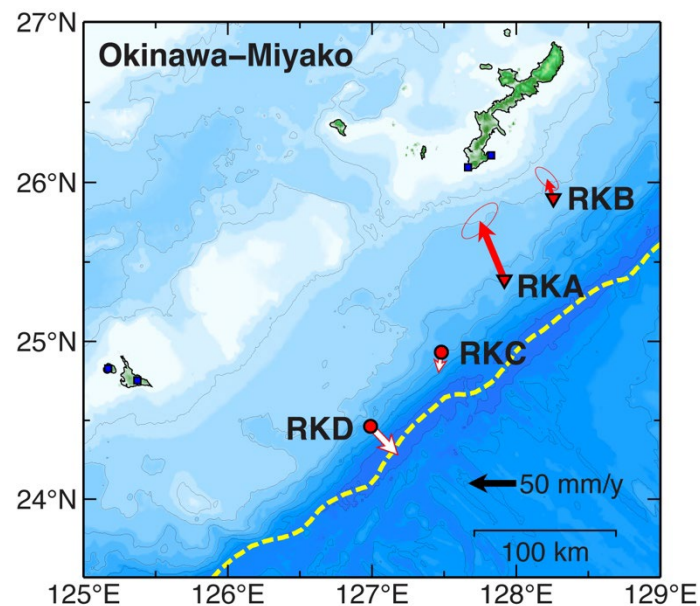 27°N
Okinawa–Miyako
26°N
RKB
RKA
25°N
RKC
RKD
24°N
50 mm/y
100 km
125°E
126°E
127°E
128°E
129°E